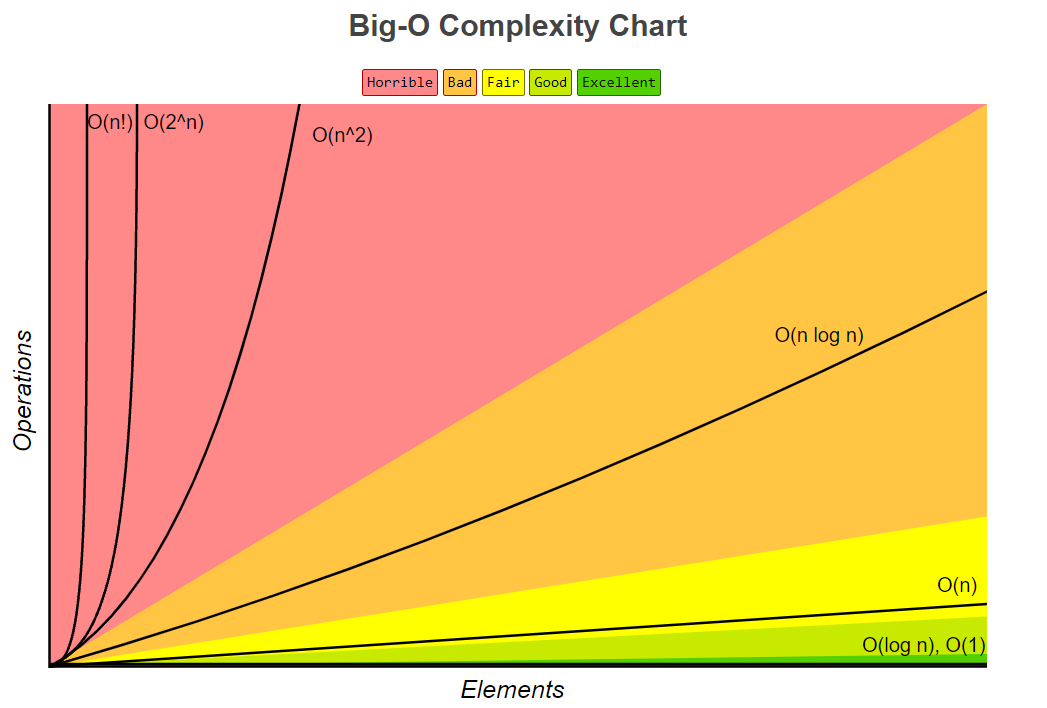 Big-O Complexity Chart
Horrible Bad Fair Good Excellent
O(n!) O(2^n)
O(n^2)
O(n log n)
O(n)
O(log n), O(1)
Operations
Elements